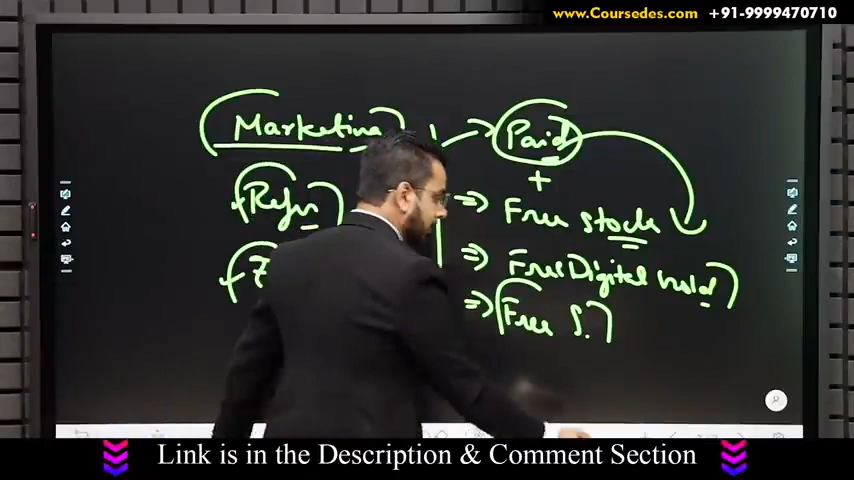 www.Coursedes.com +91-9999470710
Marketing
Paid
+
Refer
⇒ Free stock
⇒ Free Digital Gold
⇒ Free S.
Link is in the Description & Comment Section